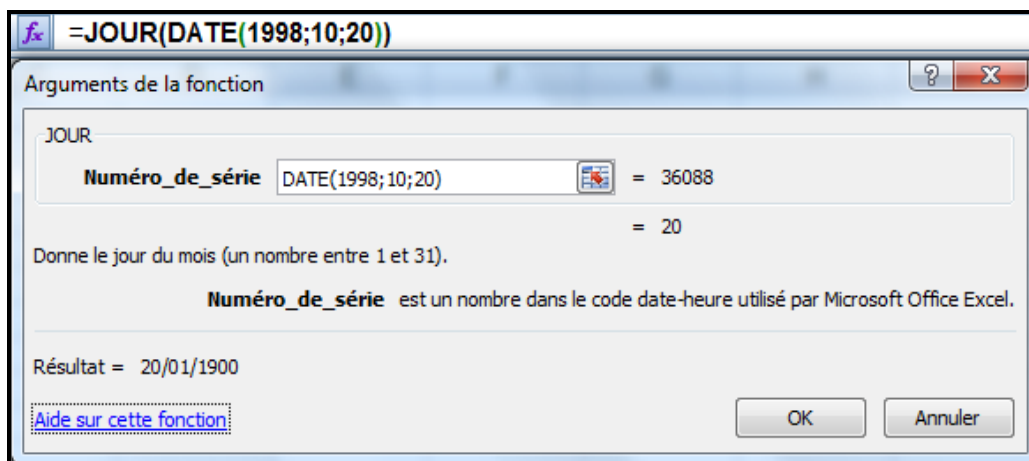 fx =JOUR(DATE(1998;10;20))
Arguments de la fonction ? X
JOUR
Numéro_de_série DATE(1998;10;20) = 36088
= 20
Donne le jour du mois (un nombre entre 1 et 31).
Numéro_de_série est un nombre dans le code date-heure utilisé par Microsoft Office Excel.
Résultat = 20/01/1900
Aide sur cette fonction OK Annuler